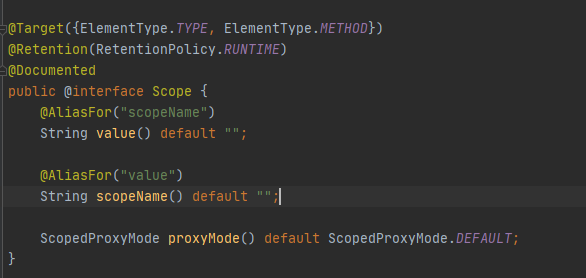 @Target({ElementType.TYPE, ElementType.METHOD})
@Retention(RetentionPolicy.RUNTIME)
@Documented
public @interface Scope {
    @AliasFor("scopeName")
    String value() default "";

    @AliasFor("value")
    String scopeName() default "";

    ScopedProxyMode proxyMode() default ScopedProxyMode.DEFAULT;
}